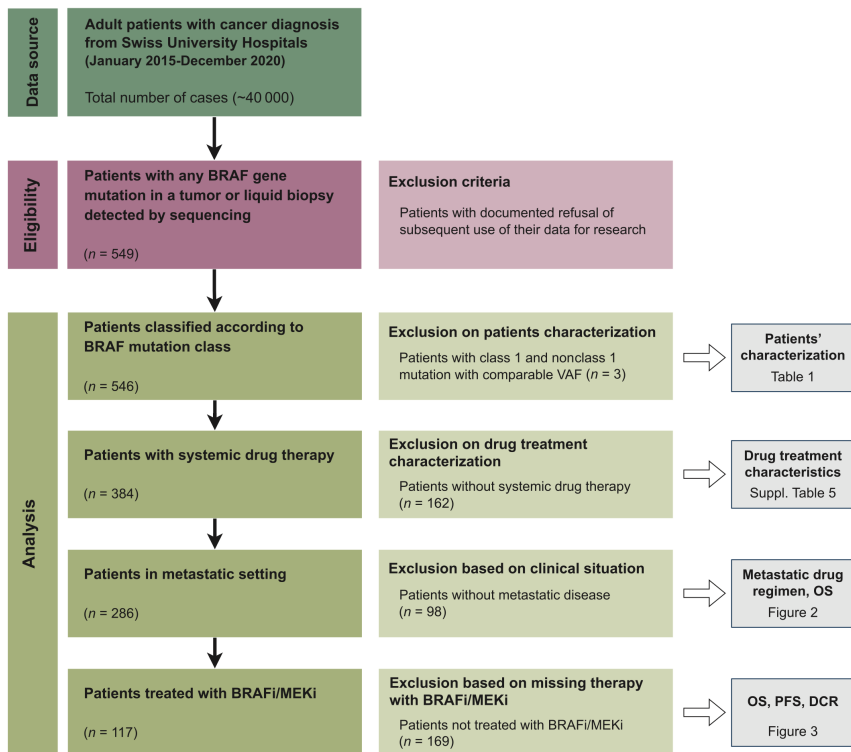 Data source
Adult patients with cancer diagnosis
from Swiss University Hospitals
(January 2015-December 2020)
Total number of cases (~40 000)
Eligibility
Patients with any BRAF gene
mutation in a tumor or liquid biopsy
detected by sequencing
(n = 549)
Exclusion criteria
Patients with documented refusal of
subsequent use of their data for research
Analysis
Patients classified according to
BRAF mutation class
(n = 546)
Exclusion on patients characterization
Patients with class 1 and nonclass 1
mutation with comparable VAF (n = 3)
Patients'
characterization
Table 1
Patients with systemic drug therapy
(n = 384)
Exclusion on drug treatment
characterization
Patients without systemic drug therapy
(n = 162)
Drug treatment
characteristics
Suppl. Table 5
Patients in metastatic setting
(n = 286)
Exclusion based on clinical situation
Patients without metastatic disease
(n = 98)
Metastatic drug
regimen, OS
Figure 2
Patients treated with BRAFi/MEKi
(n = 117)
Exclusion based on missing therapy
with BRAFi/MEKi
Patients not treated with BRAFi/MEKi
(n = 169)
OS, PFS, DCR
Figure 3